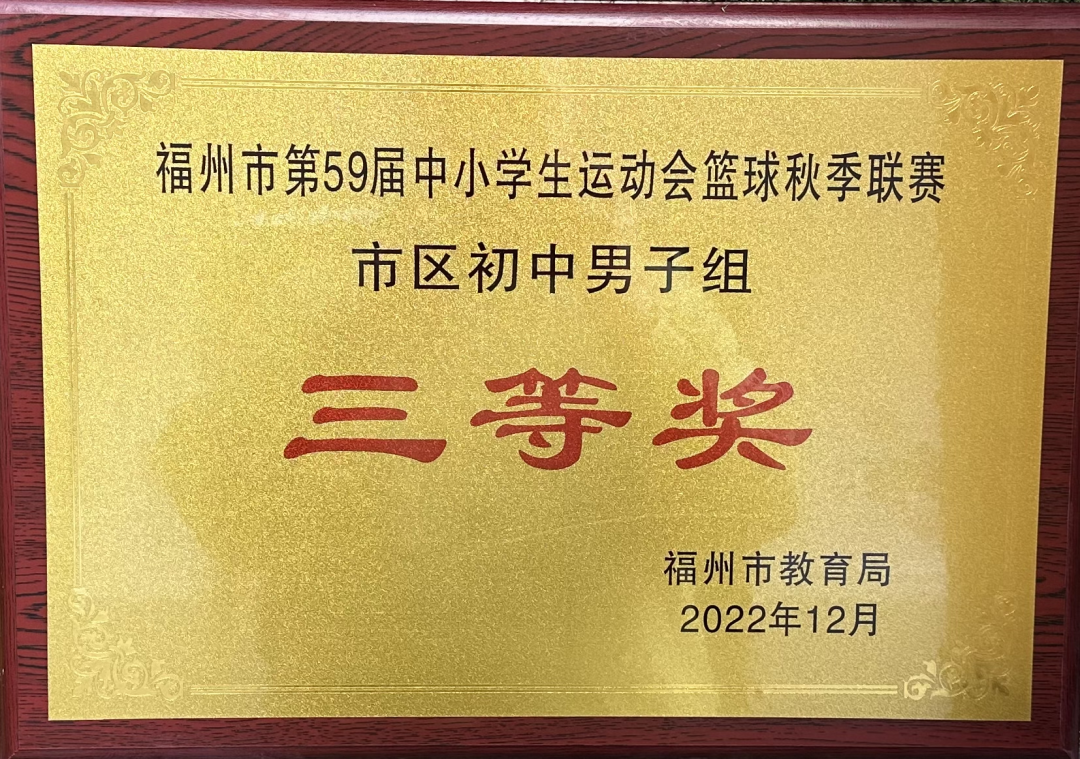 福州市第59届中小学生运动会篮球秋季联赛
市区初中男子组
三等奖
福州市教育局
2022年12月